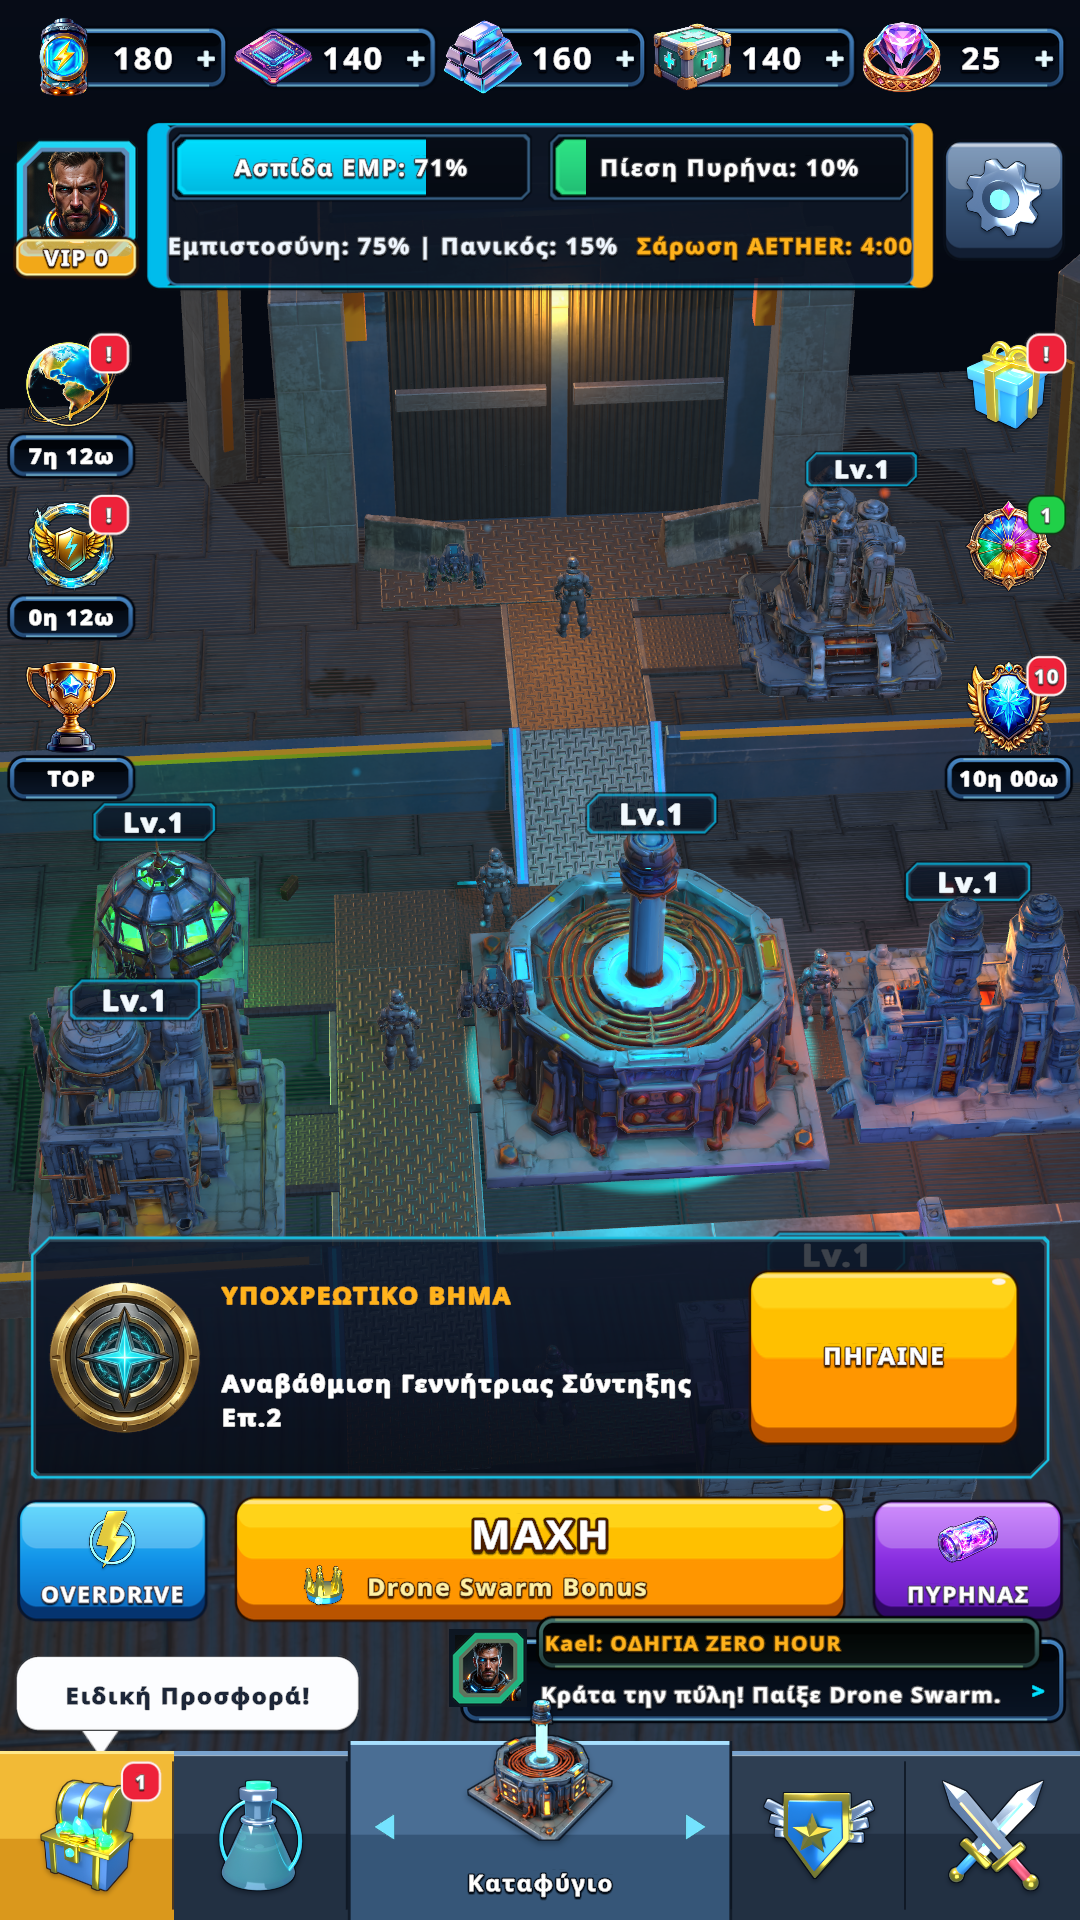 180 + 140 + 160 + 140 + 25 +
Ασπίδα EMP: 71% Πίεση Πυρήνα: 10%
Εμπιστοσύνη: 75% | Πανικός: 15% Σάρωση AETHER: 4:00
VIP 0
!
!
7η 12ω
Lv.1
!
1
0η 12ω
10
TOP
10η 00ω
Lv.1
Lv.1
Lv.1
Lv.1
Lv.1
ΥΠΟΧΡΕΩΤΙΚΟ ΒΗΜΑ
Αναβάθμιση Γεννήτριας Σύντηξης
Επ.2
ΠΗΓΑΙΝΕ
OVERDRIVE
ΜΑΧΗ
Drone Swarm Bonus
ΠΥΡΗΝΑΣ
Kael: ΟΔΗΓΙΑ ZERO HOUR
Κράτα την πύλη! Παίξε Drone Swarm. >
Ειδική Προσφορά!
1
Καταφύγιο